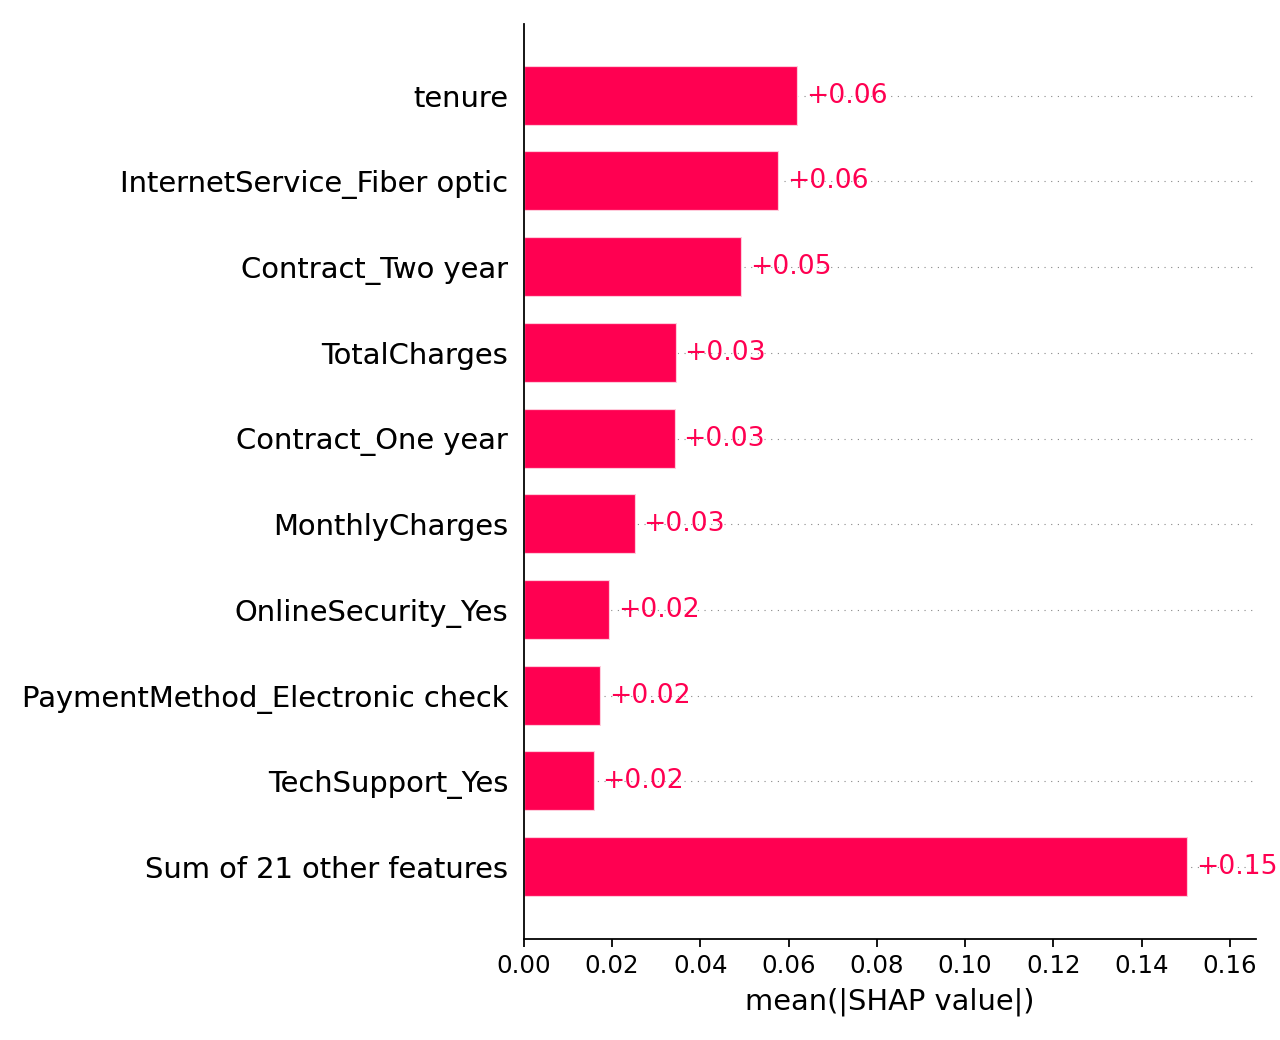 tenure +0.06
InternetService_Fiber optic +0.06
Contract_Two year +0.05
TotalCharges +0.03
Contract_One year +0.03
MonthlyCharges +0.03
OnlineSecurity_Yes +0.02
PaymentMethod_Electronic check +0.02
TechSupport_Yes +0.02
Sum of 21 other features +0.15
0.00 0.02 0.04 0.06 0.08 0.10 0.12 0.14 0.16
mean(|SHAP value|)